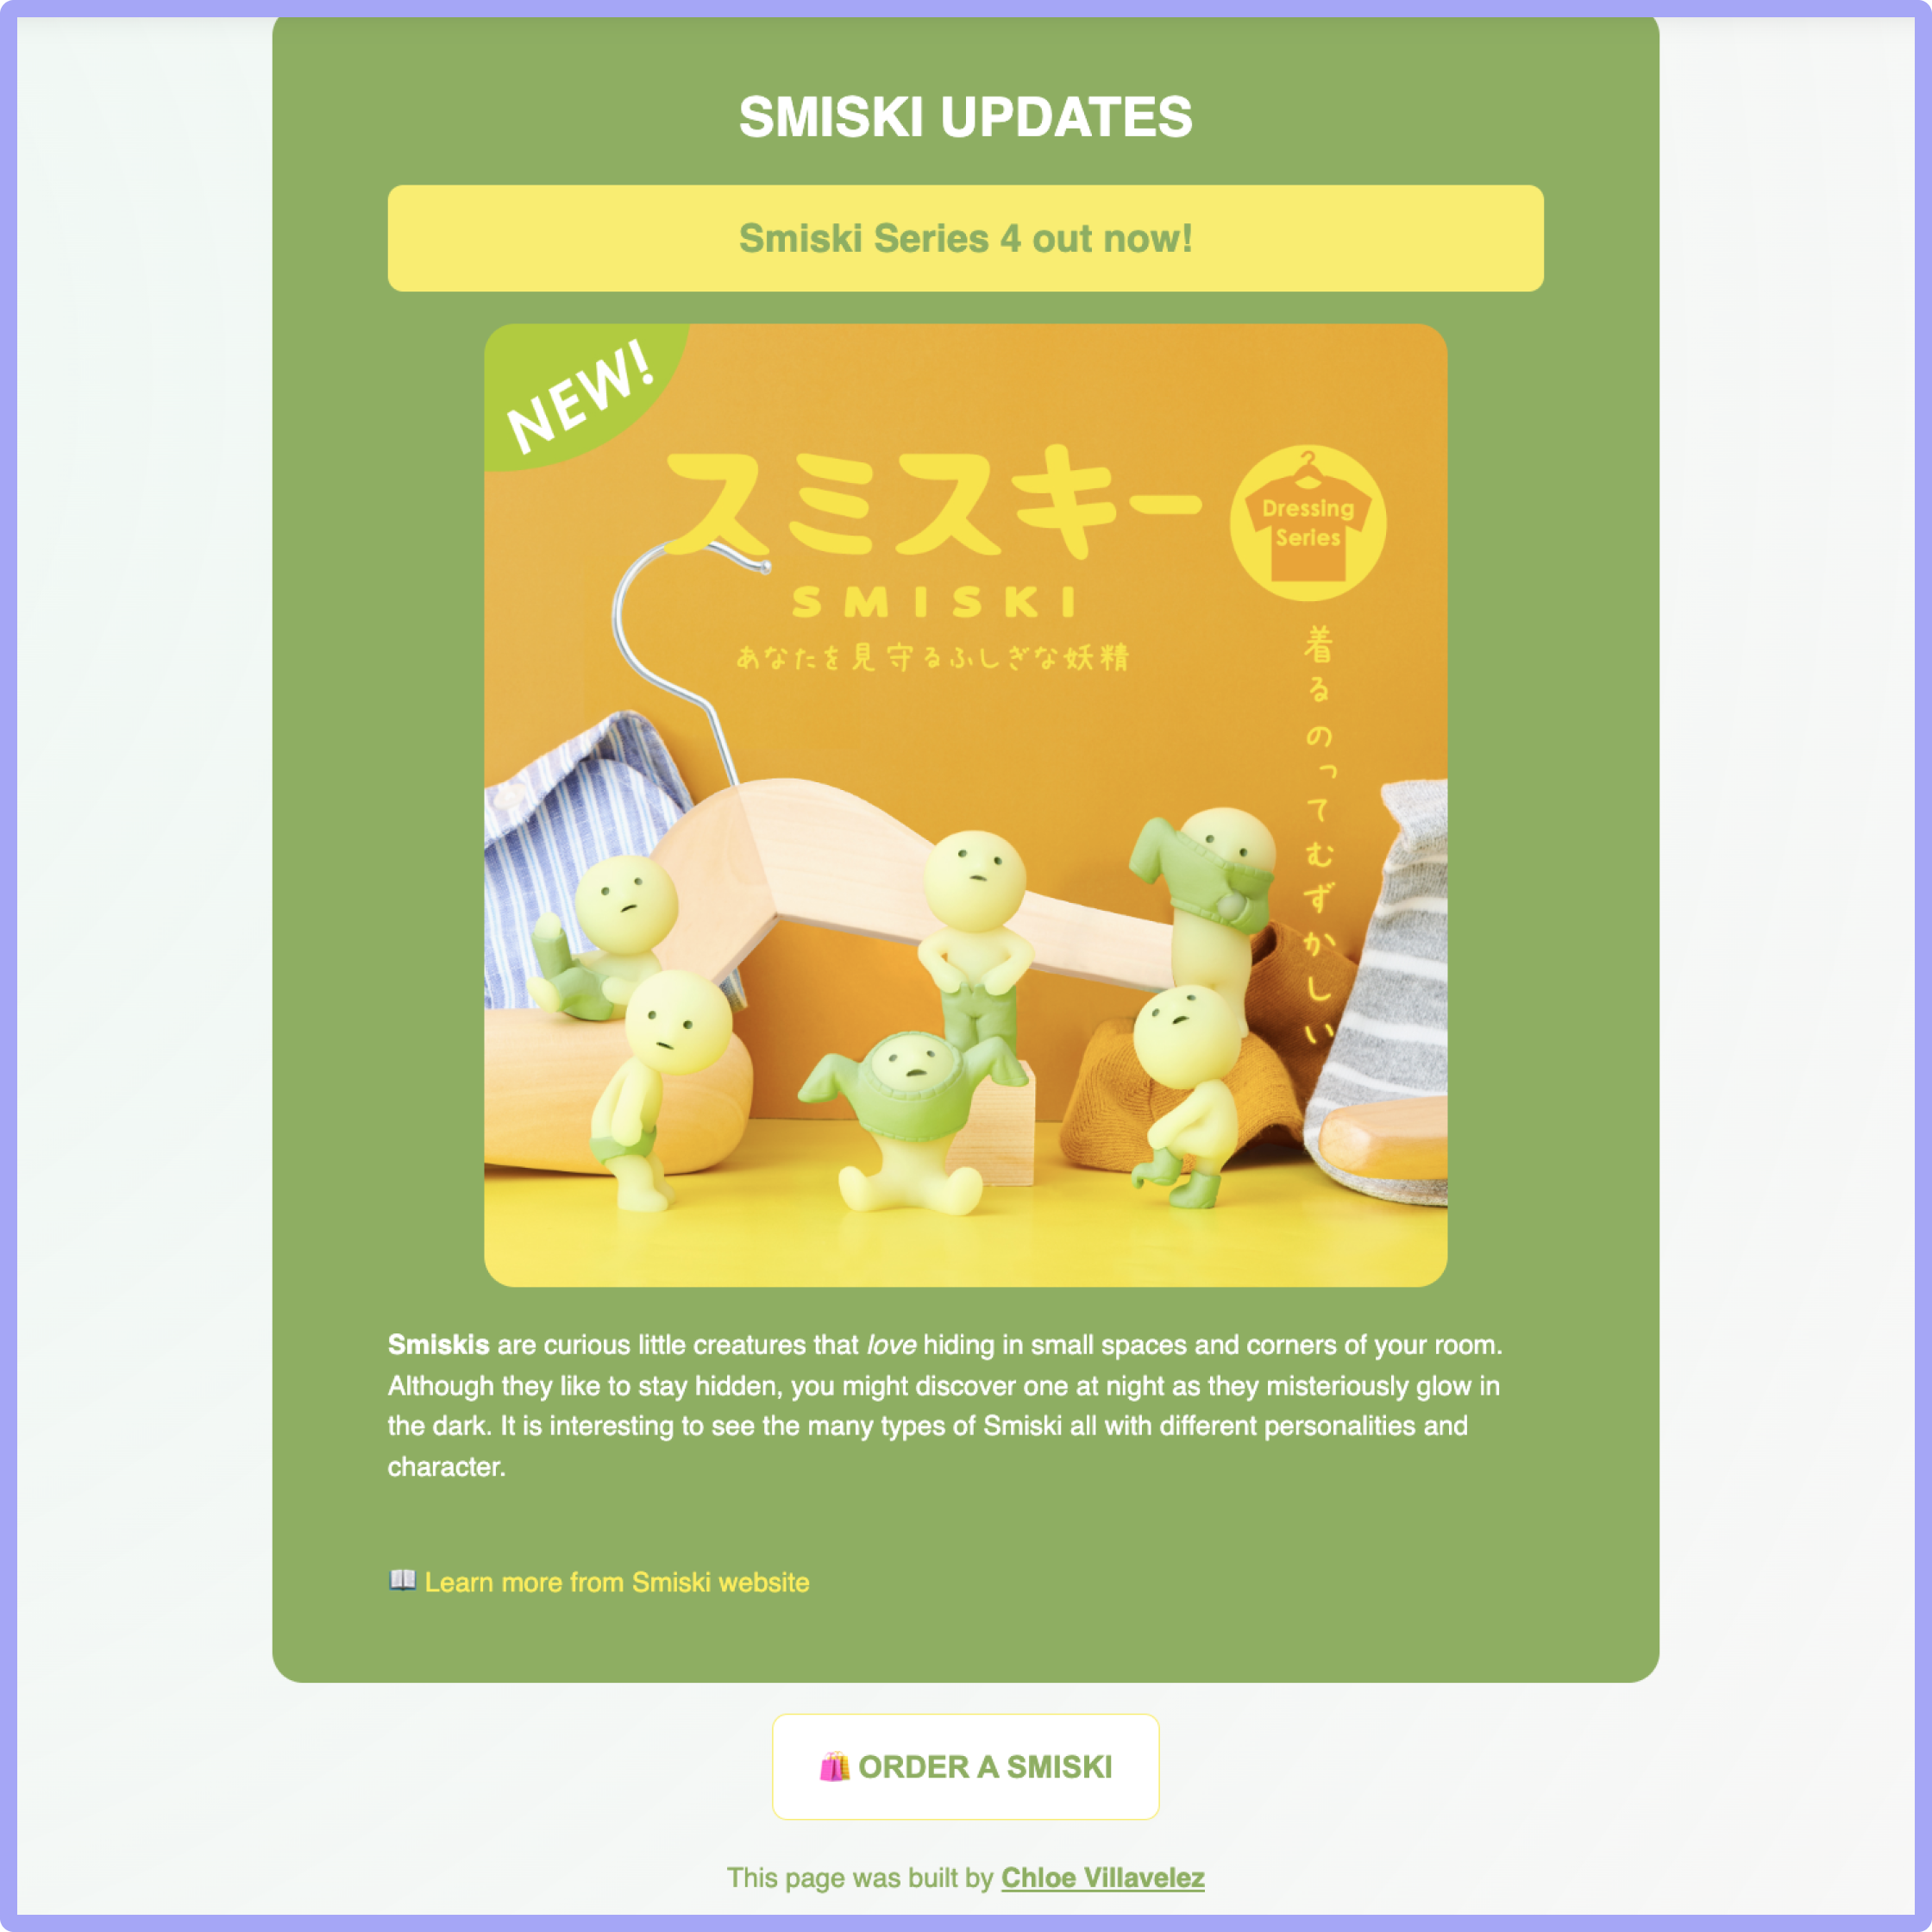 SMISKI UPDATES
Smiski Series 4 out now!
NEW!
スミスキー
Dressing
Series
SMISKI
あなたを見守るふしぎな妖精
着るのってむずかしい
Smiskis are curious little creatures that love hiding in small spaces and corners of your room.
Although they like to stay hidden, you might discover one at night as they misteriously glow in
the dark. It is interesting to see the many types of Smiski all with different personalities and
character.
📖 Learn more from Smiski website
🛍️ ORDER A SMISKI
This page was built by Chloe Villavelez